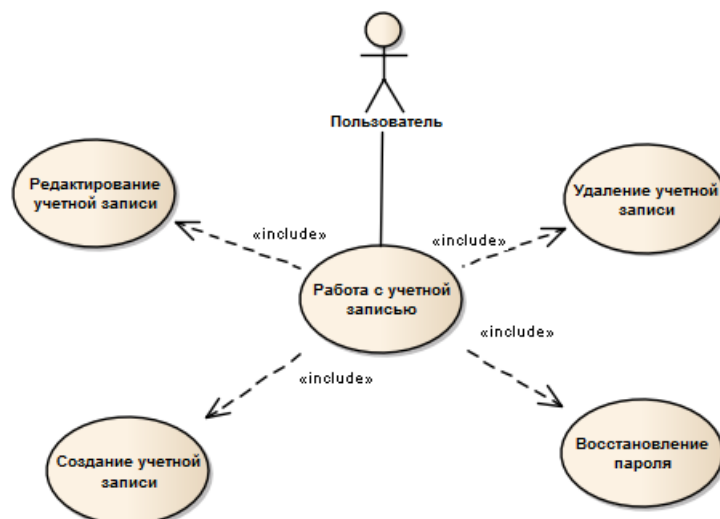 Пользователь
Редактирование
учетной записи
Удаление учетной
записи
«include»
«include»
Работа с учетной
записью
«include»
«include»
Создание учетной
записи
Восстановление
пароля